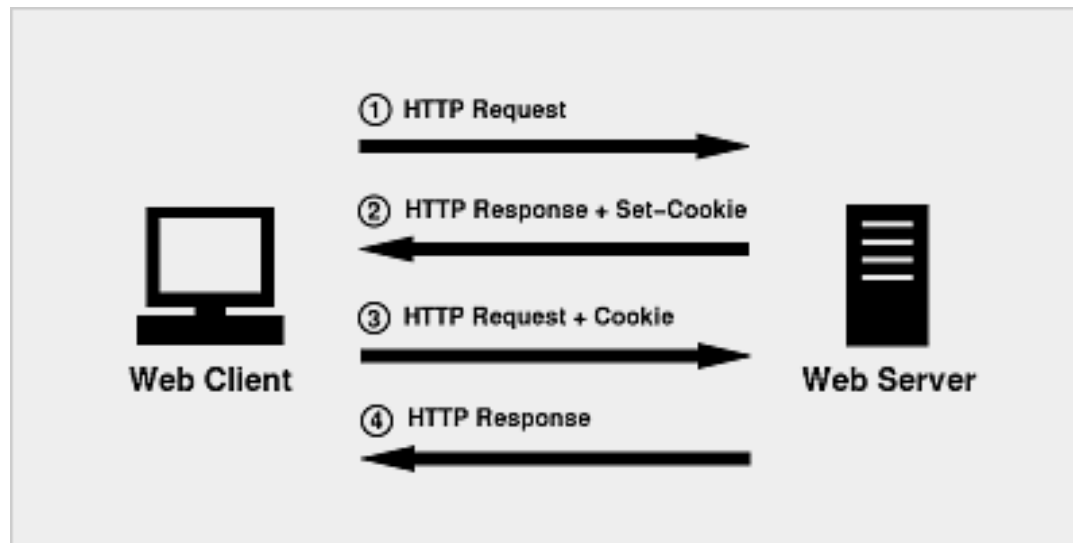 ① HTTP Request
② HTTP Response + Set-Cookie
③ HTTP Request + Cookie
Web Client
Web Server
④ HTTP Response